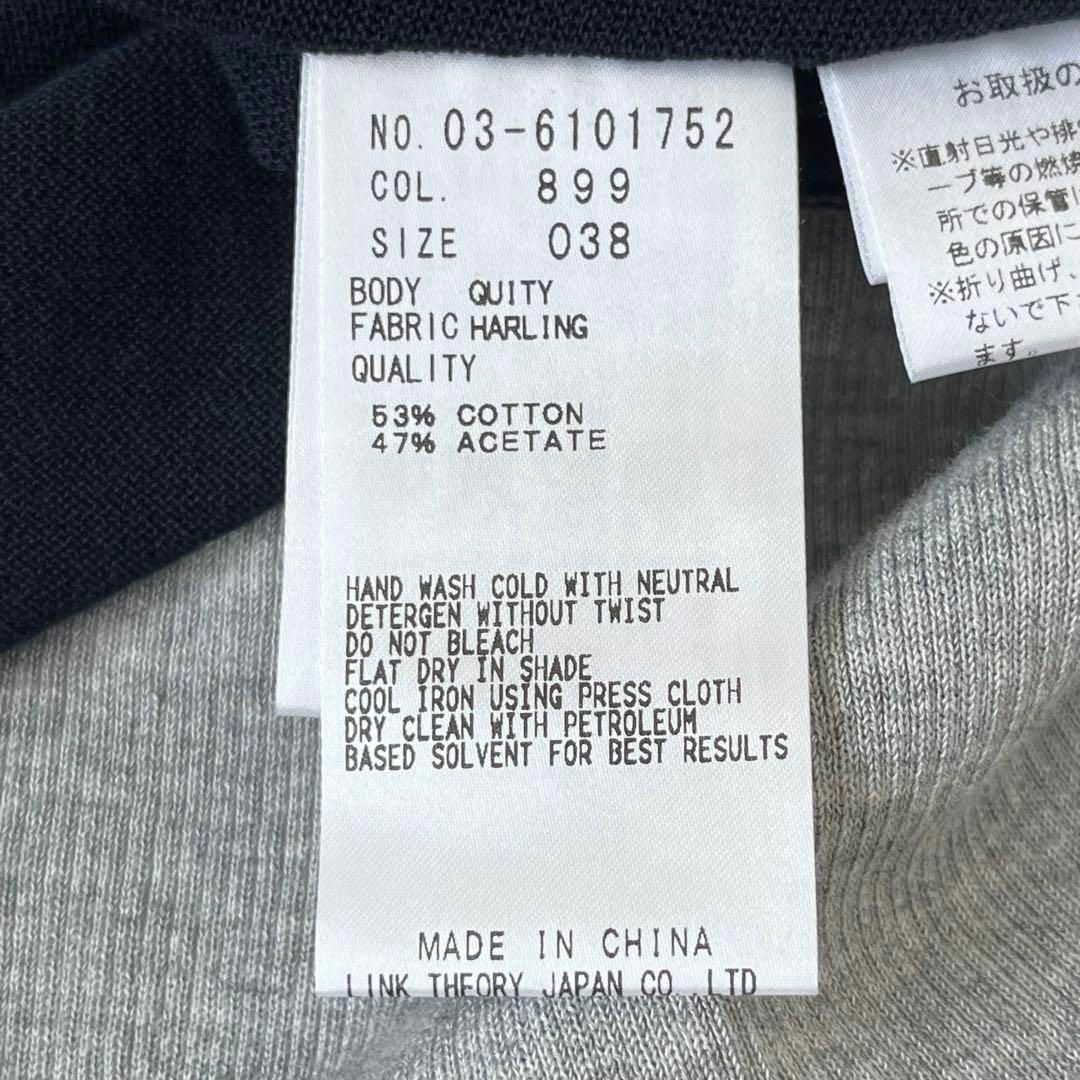 NO. 03-6101752
COL. 899
SIZE 038
BODY QUITY
FABRIC HARLING
QUALITY
53% COTTON
47% ACETATE
HAND WASH COLD WITH NEUTRAL
DETERGEN WITHOUT TWIST
DO NOT BLEACH
FLAT DRY IN SHADE
COOL IRON USING PRESS CLOTH
DRY CLEAN WITH PETROLEUM
BASED SOLVENT FOR BEST RESULTS
MADE IN CHINA
LINK THEORY JAPAN CO. LTD
お取扱の
※直射日光や排
ーブ等の燃焼
所での保管は
色の原因に
※折り曲げ、
ないで下
ます。